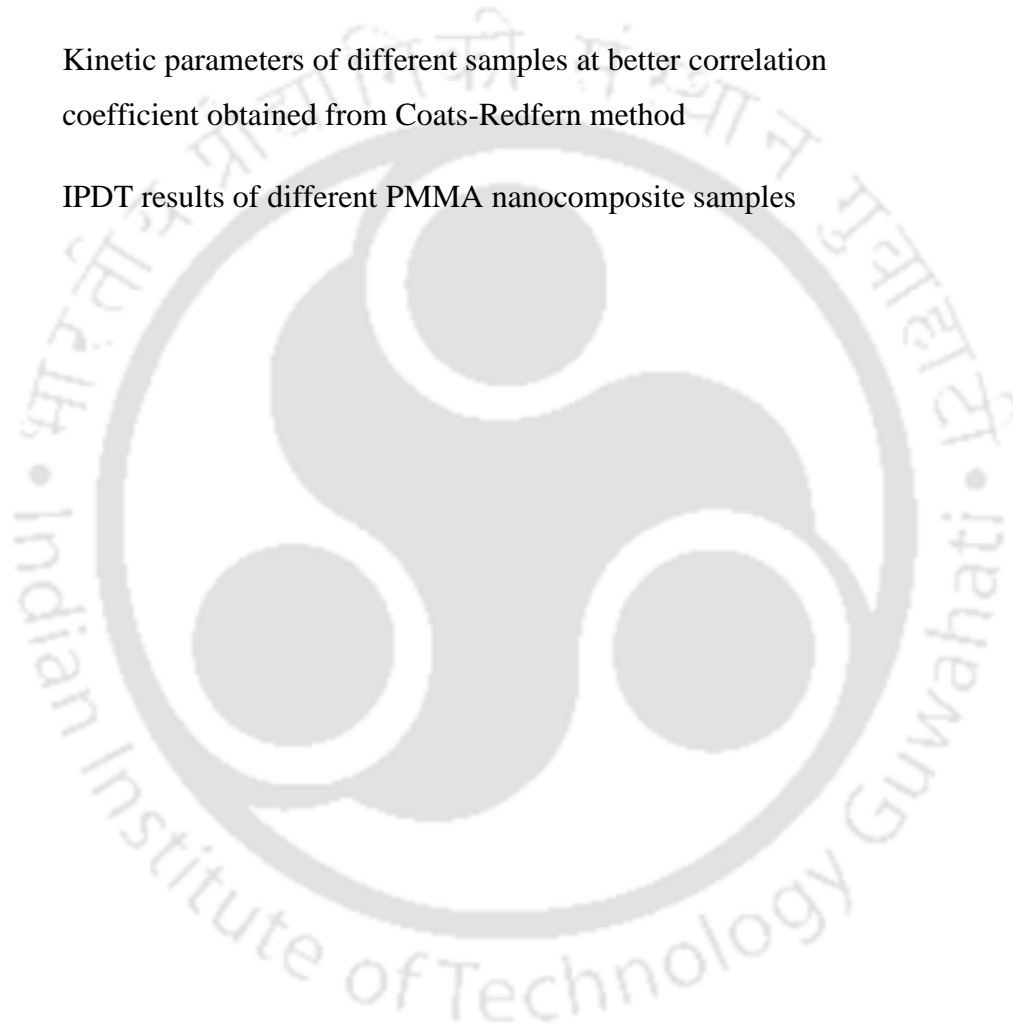 Kinetic parameters of different samples at better correlation
coefficient obtained from Coats-Redfern method
IPDT results of different PMMA nanocomposite samples
भारतीय प्रौद्योगिकी संस्थान गुवाहाटी
Indian Institute of Technology Guwahati